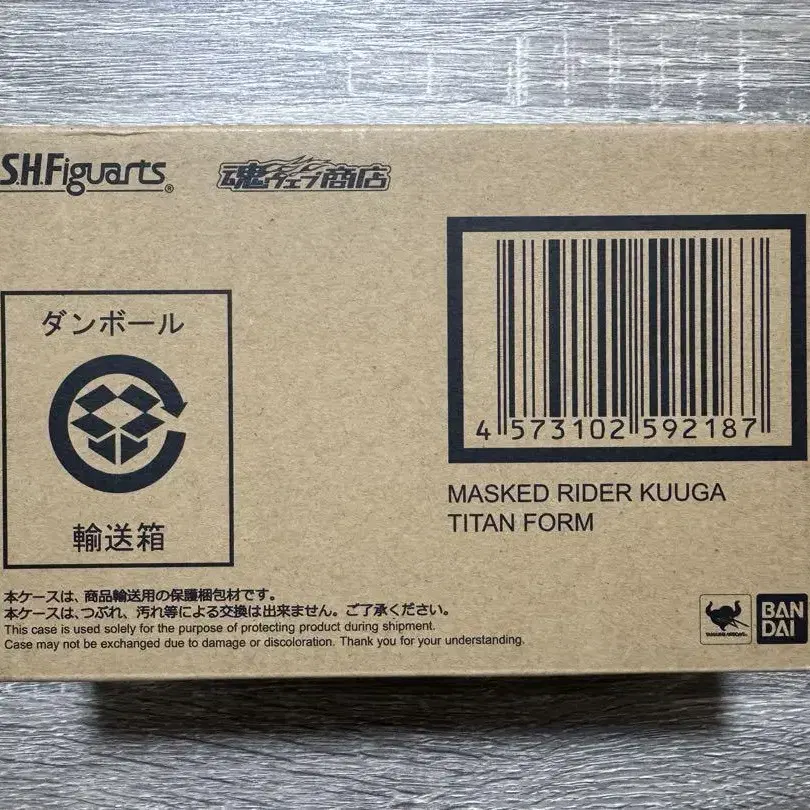 S.H.Figuarts®
魂ウェブ商店
ダンボール
輸送箱
4 573102 592187
MASKED RIDER KUUGA
TITAN FORM
本ケースは、商品輸送用の保護梱包材です。
本ケースは、つぶれ、汚れ等による交換は出来ません。ご了承ください。
This case is used solely for the purpose of protecting product during shipment.
Case may not be exchanged due to damage or discoloration. Thank you for your understanding.
BAN
DAI